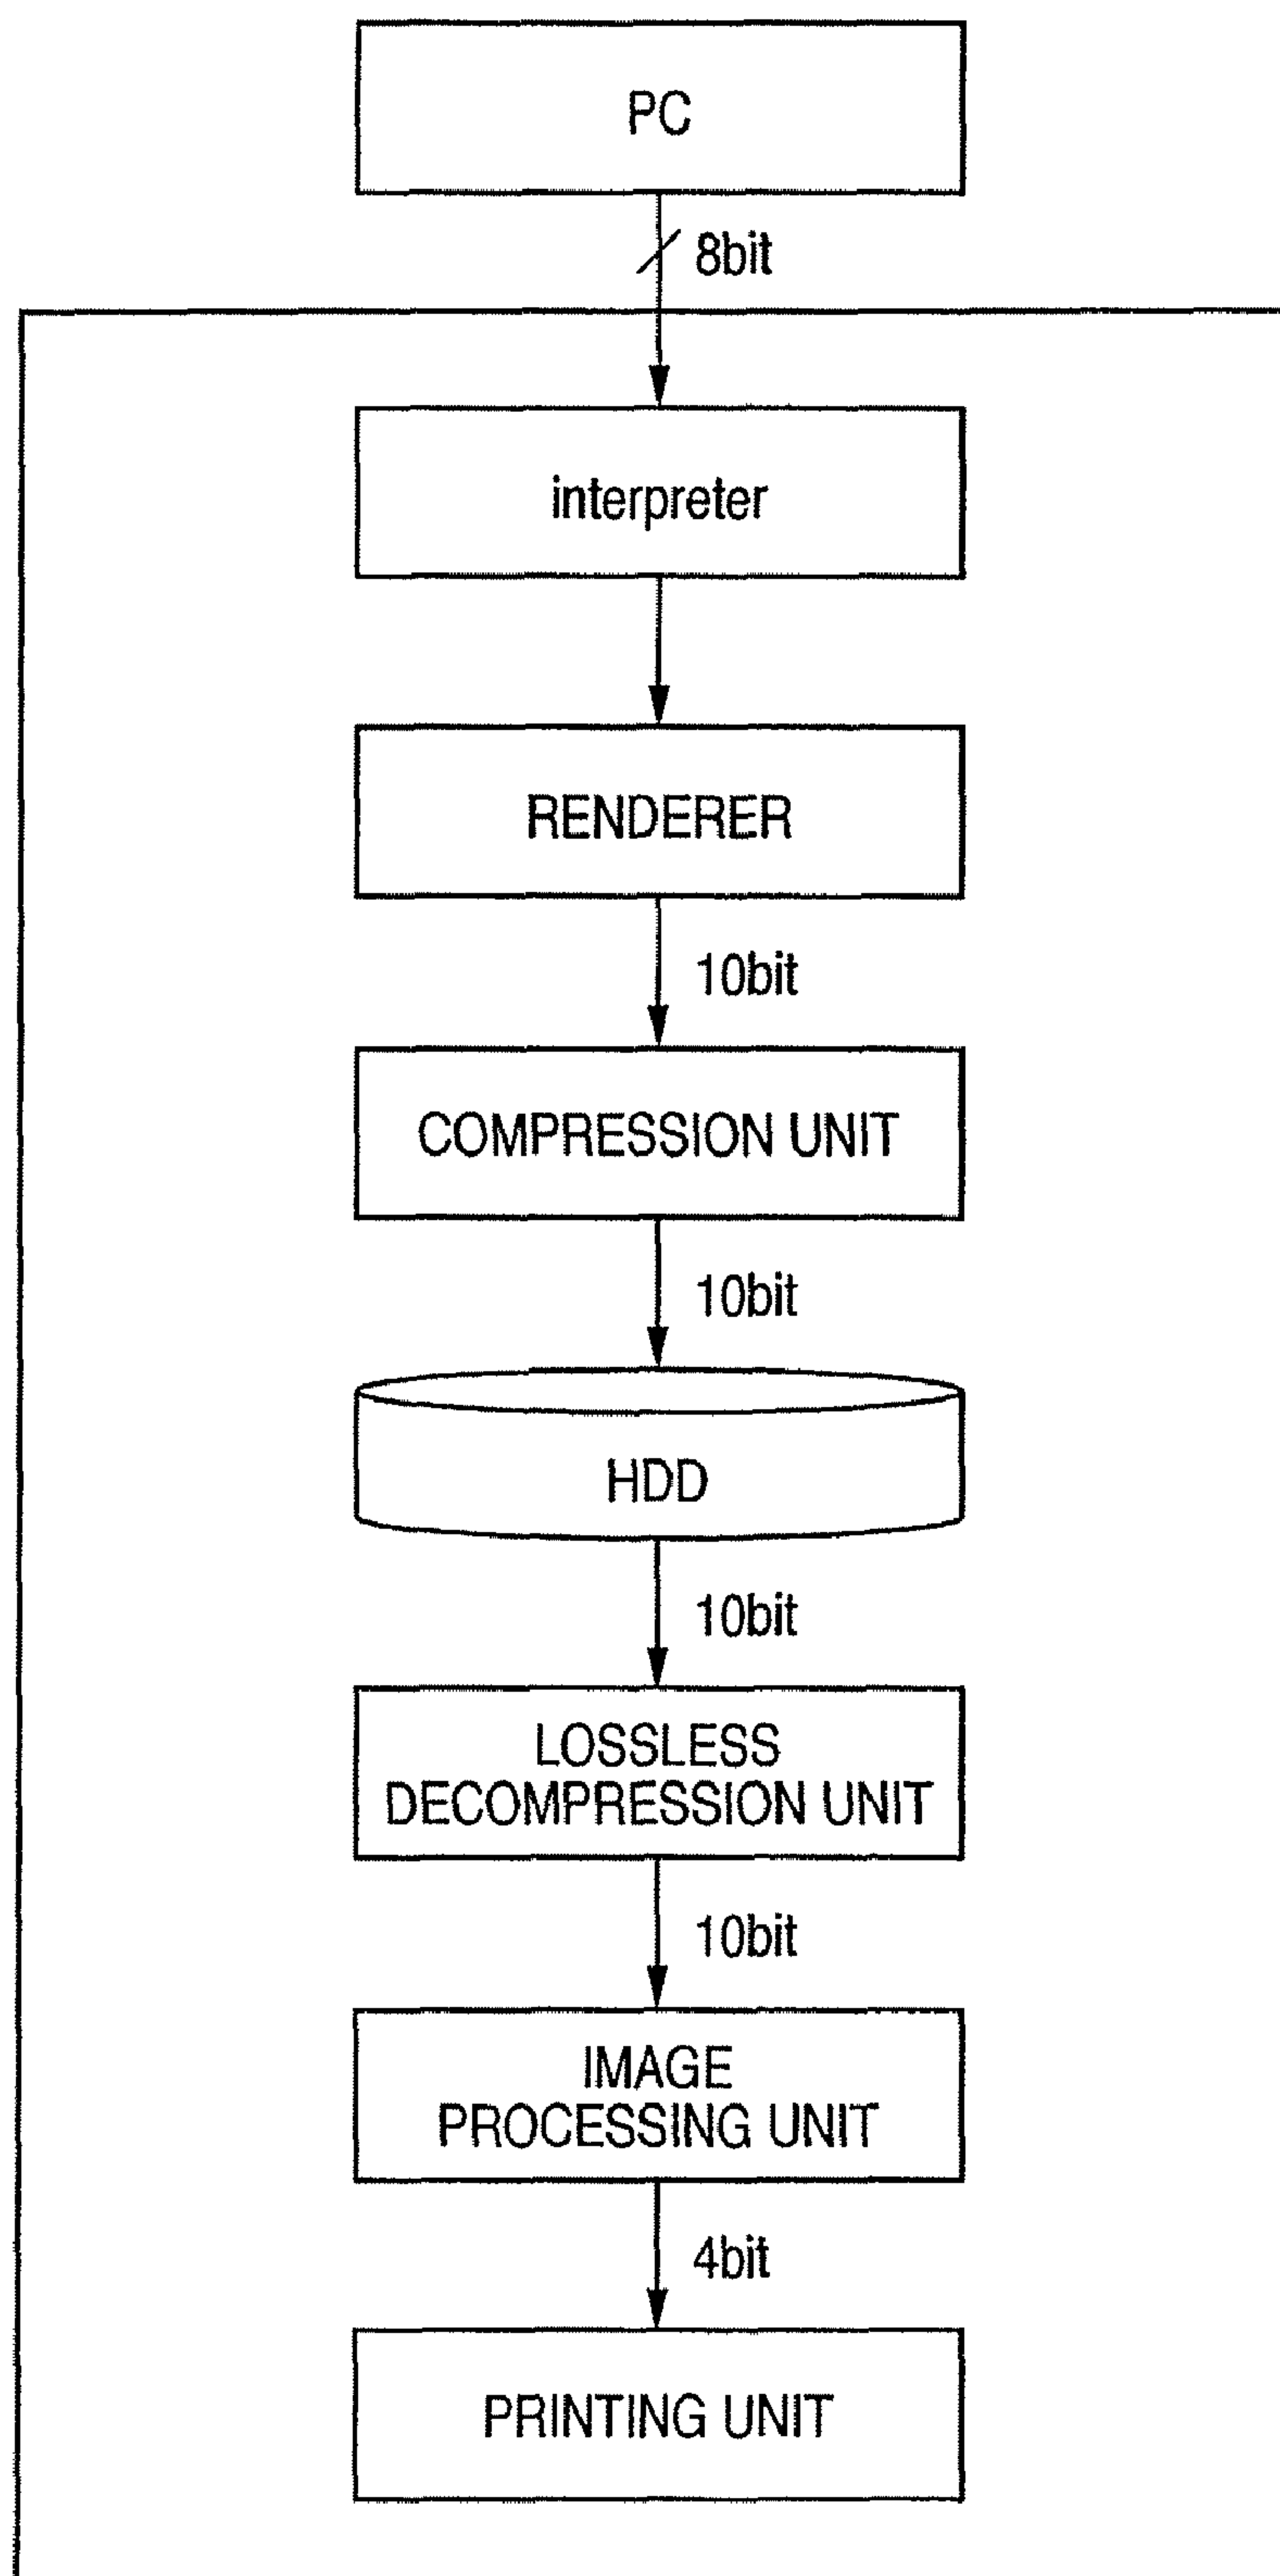 PC
8bit
interpreter
RENDERER
10bit
COMPRESSION UNIT
10bit
HDD
10bit
LOSSLESS
DECOMPRESSION UNIT
10bit
IMAGE
PROCESSING UNIT
4bit
PRINTING UNIT